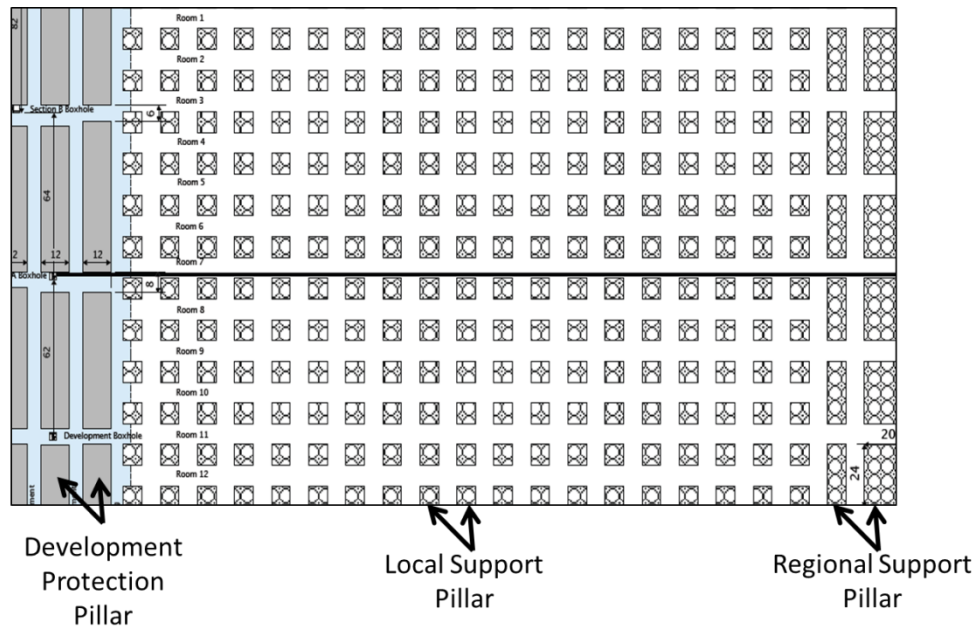 Room 1
82
Room 2
Room 3
Section B Boxhole
6
Room 4
Room 5
64
Room 6
2
12
12
Room 7
A Boxhole
8
Room 8
Room 9
62
Room 10
Room 11
Development Boxhole
20
Room 12
24
Development
Protection
Pillar
Local Support
Pillar
Regional Support
Pillar